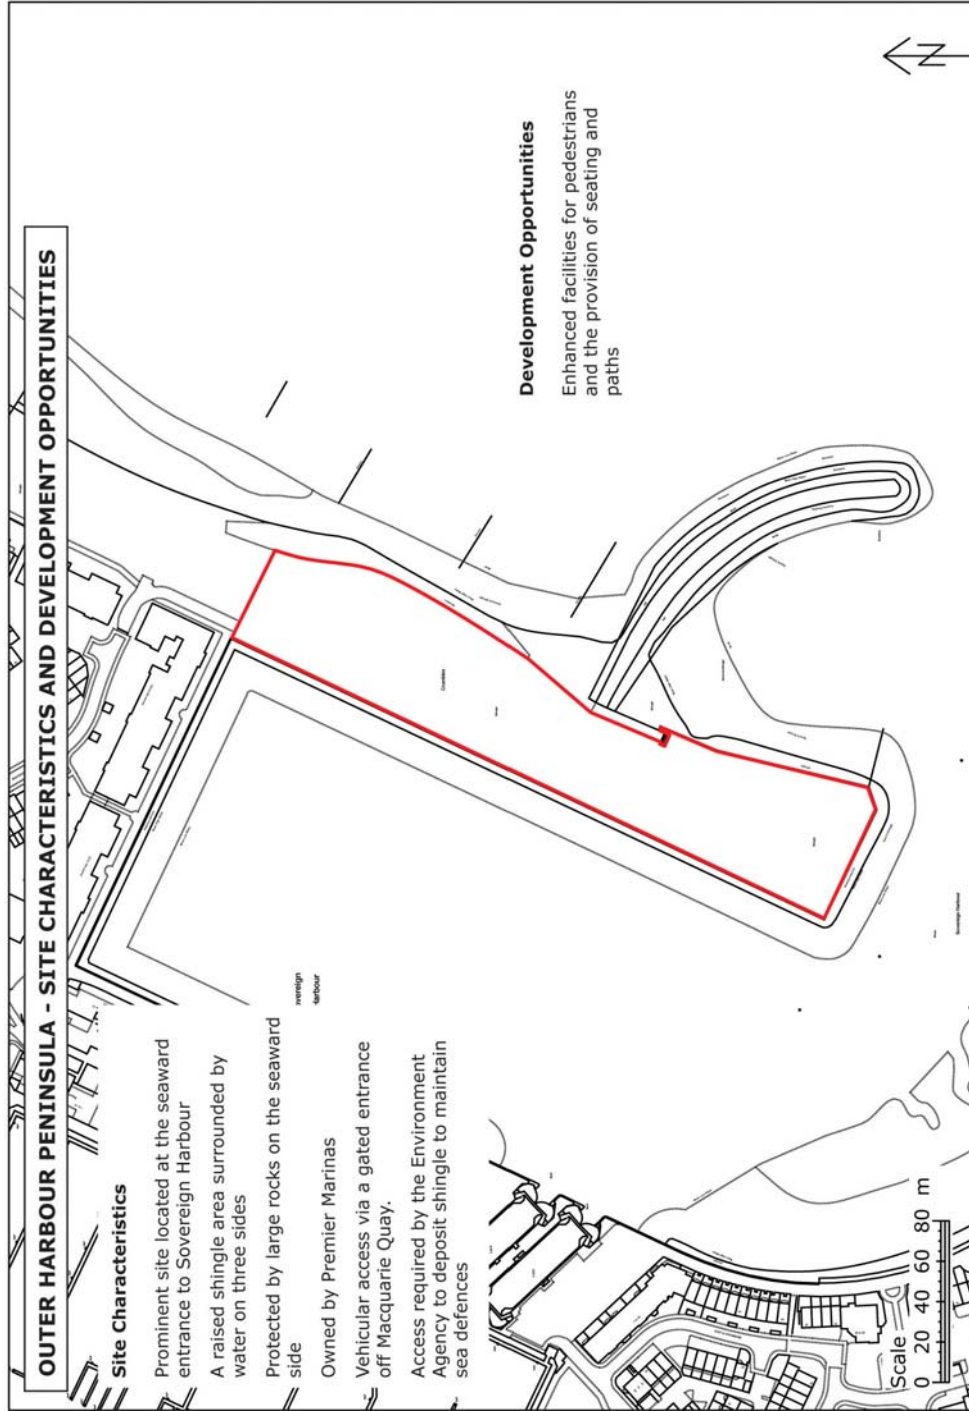 OUTER HARBOUR PENINSULA - SITE CHARACTERISTICS AND DEVELOPMENT OPPORTUNITIES
Site Characteristics
Prominent site located at the seaward
entrance to Sovereign Harbour
A raised shingle area surrounded by
water on three sides
Protected by large rocks on the seaward
side
Owned by Premier Marinas
Vehicular access via a gated entrance
off Macquarie Quay.
Access required by the Environment
Agency to deposit shingle to maintain
sea defences
Development Opportunities
Enhanced facilities for pedestrians
and the provision of seating and
paths
N
vereign
Harbour
Sovereign Harbour
Scale
0 20 40 60 80 m